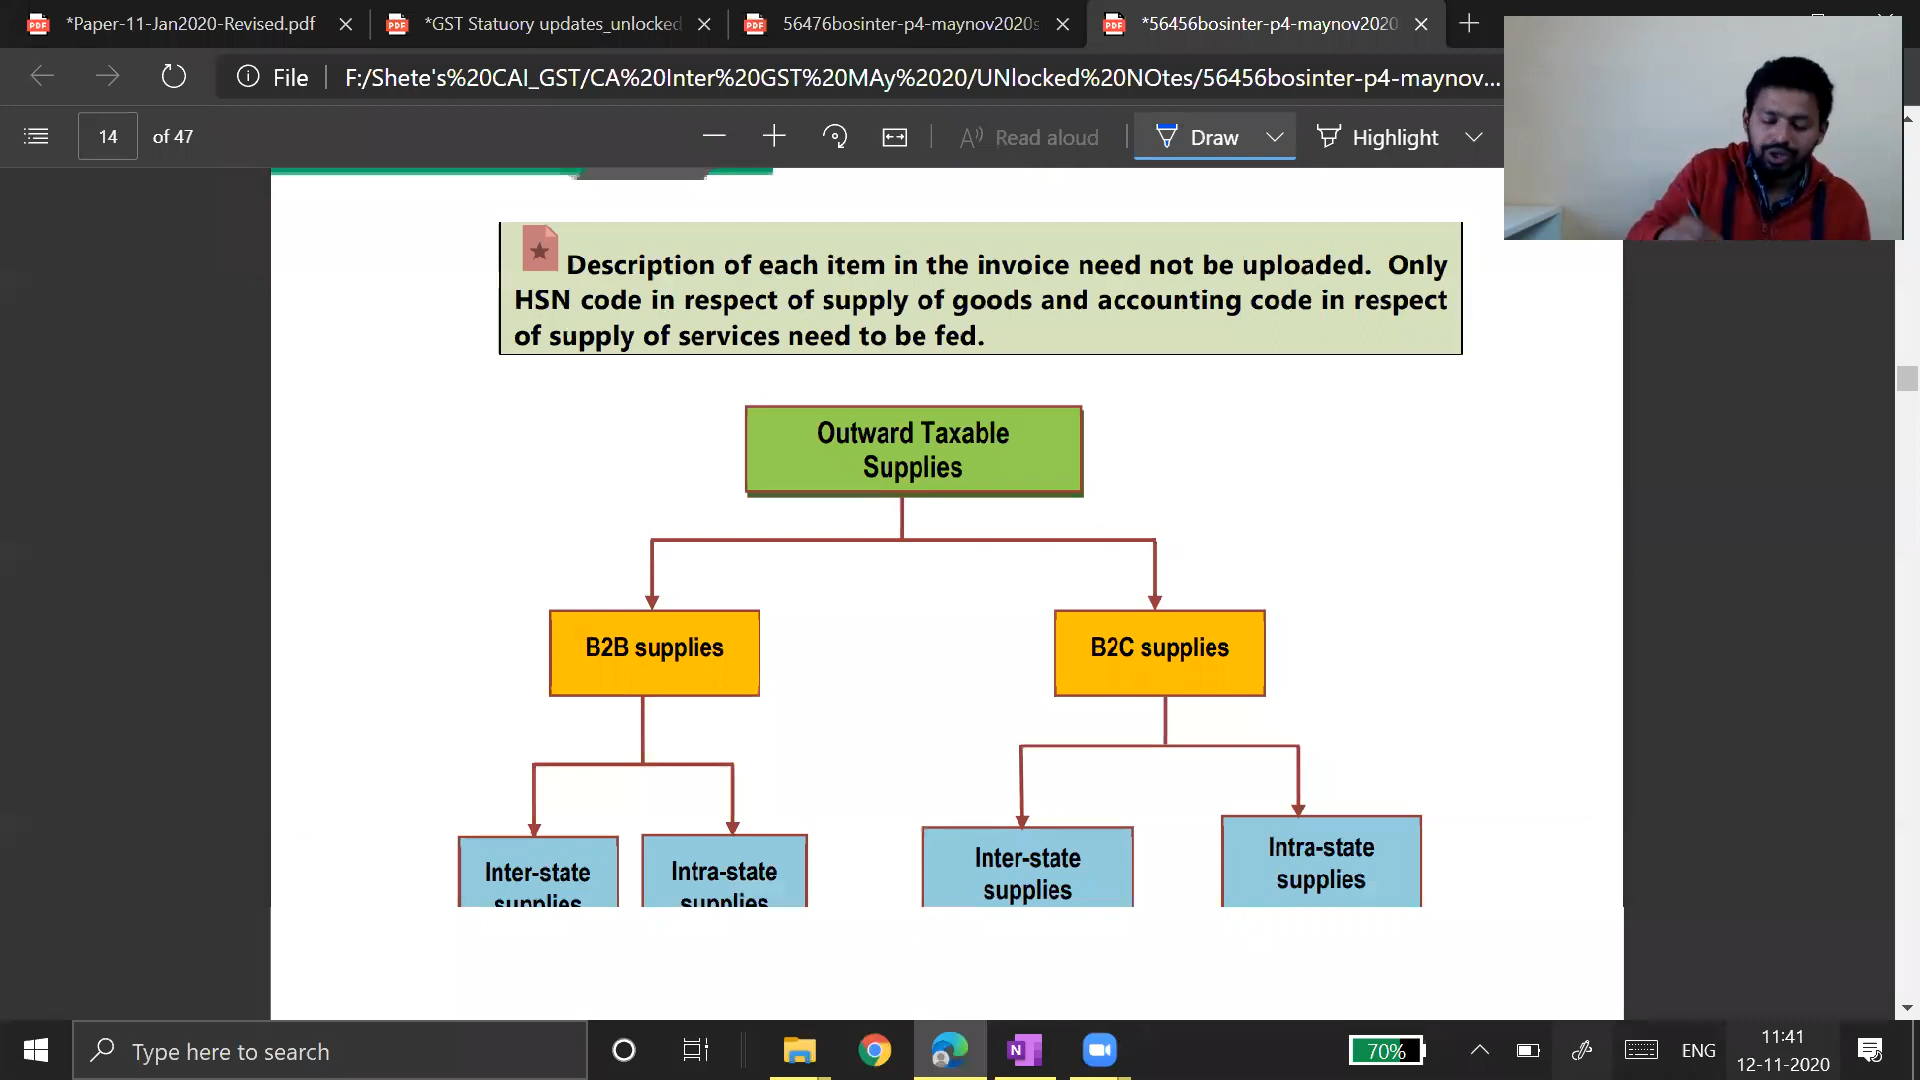 *Paper-11-Jan2020-Revised.pdf
*GST Statuory updates_unlocked
56476bosinter-p4-maynov2020s
*56456bosinter-p4-maynov2020
File
F:/Shete's%20CAI_GST/CA%20Inter%20GST%20MAy%2020/UNlocked%20NOtes/56456bosinter-p4-maynov...
14 of 47
Read aloud
Draw
Highlight
Description of each item in the invoice need not be uploaded. Only
HSN code in respect of supply of goods and accounting code in respect
of supply of services need to be fed.
Outward Taxable
Supplies
B2B supplies
B2C supplies
Inter-state
supplies
Intra-state
supplies
Inter-state
supplies
Intra-state
supplies
Type here to search
70%
ENG
11:41
12-11-2020